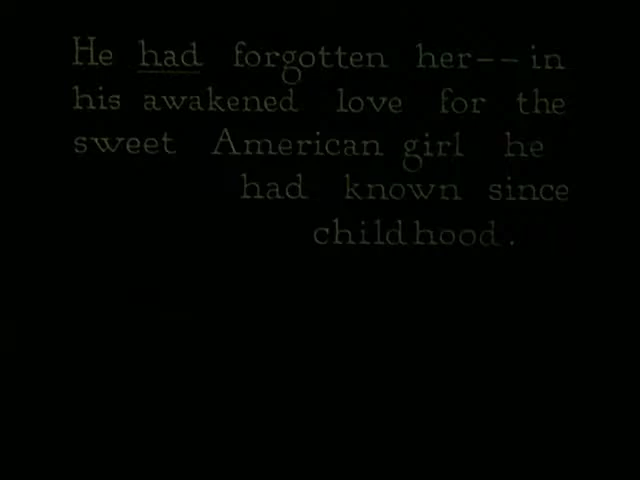 He had forgotten her--in
his awakened love for the
sweet American girl he
had known since
childhood.